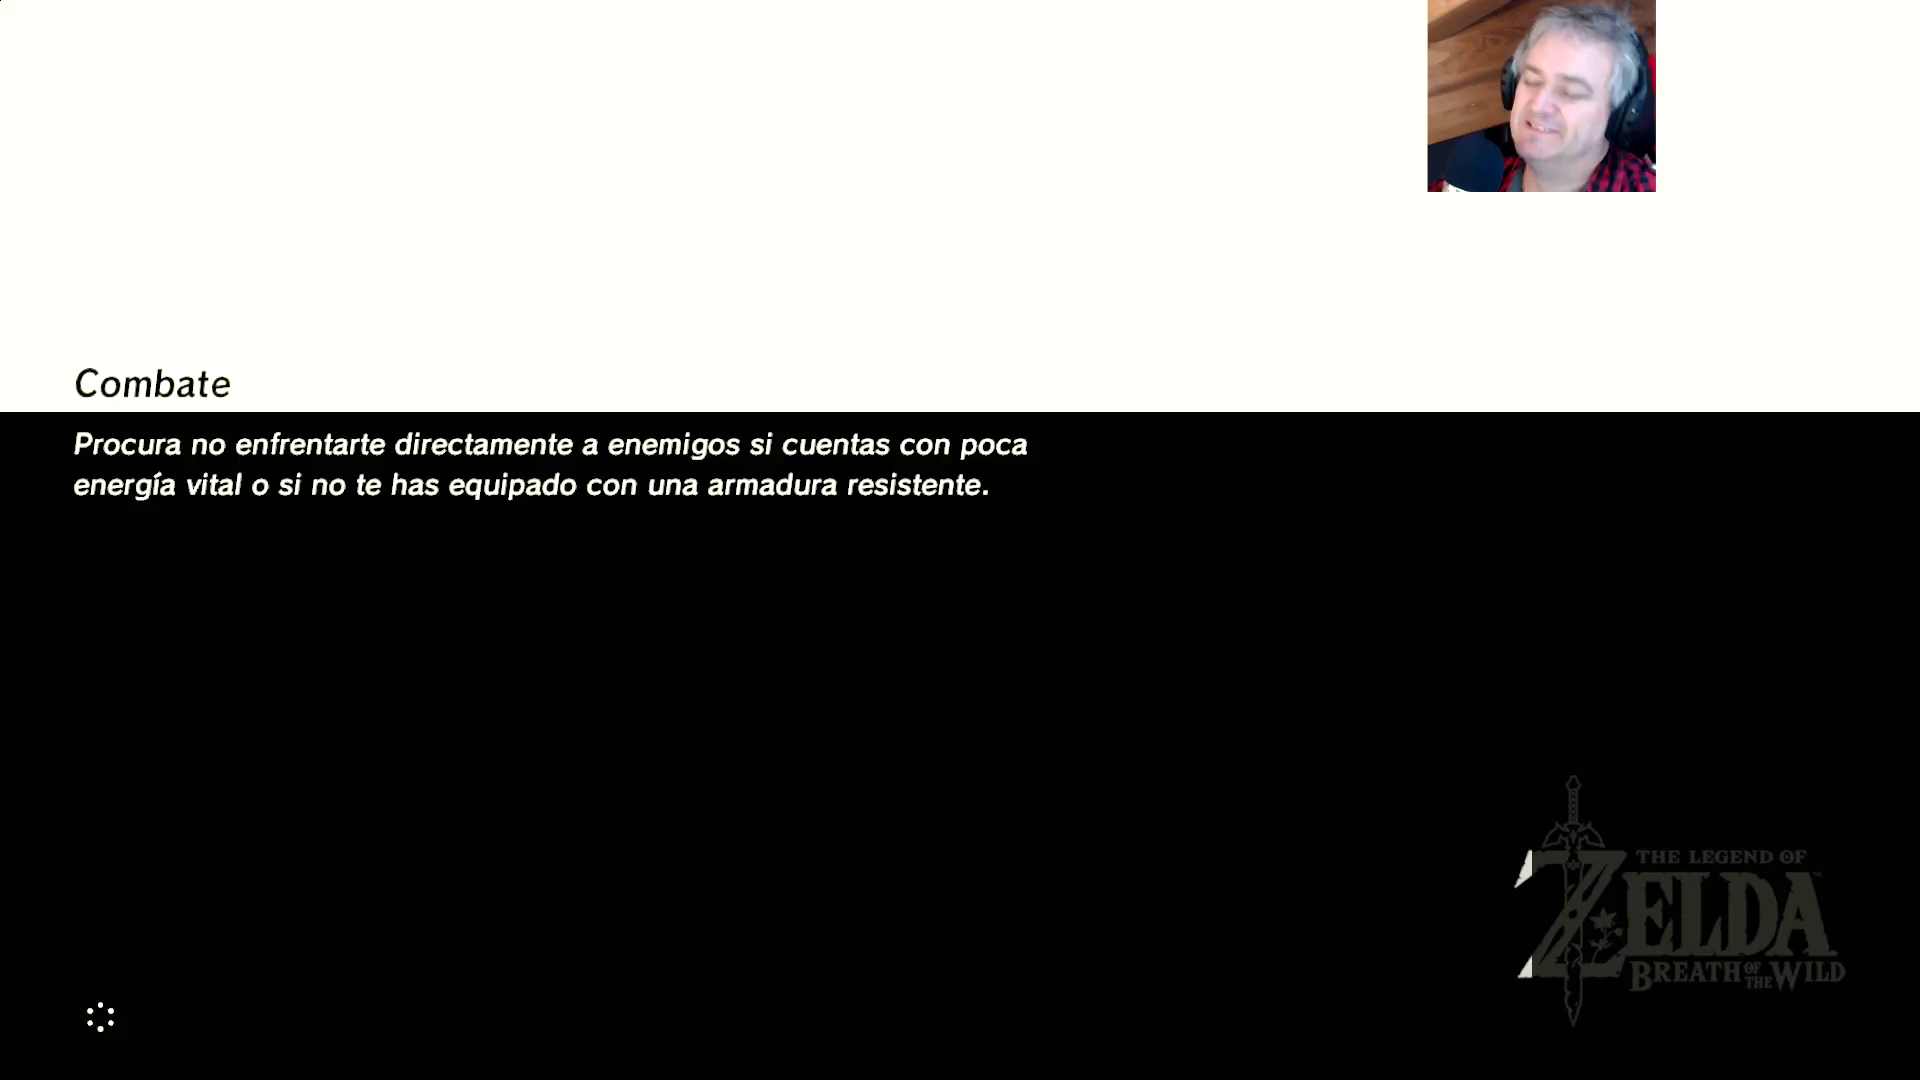 Combate
Procura no enfrentarte directamente a enemigos si cuentas con poca
energía vital o si no te has equipado con una armadura resistente.
THE LEGEND OF
ZELDA
BREATH OF THE WILD